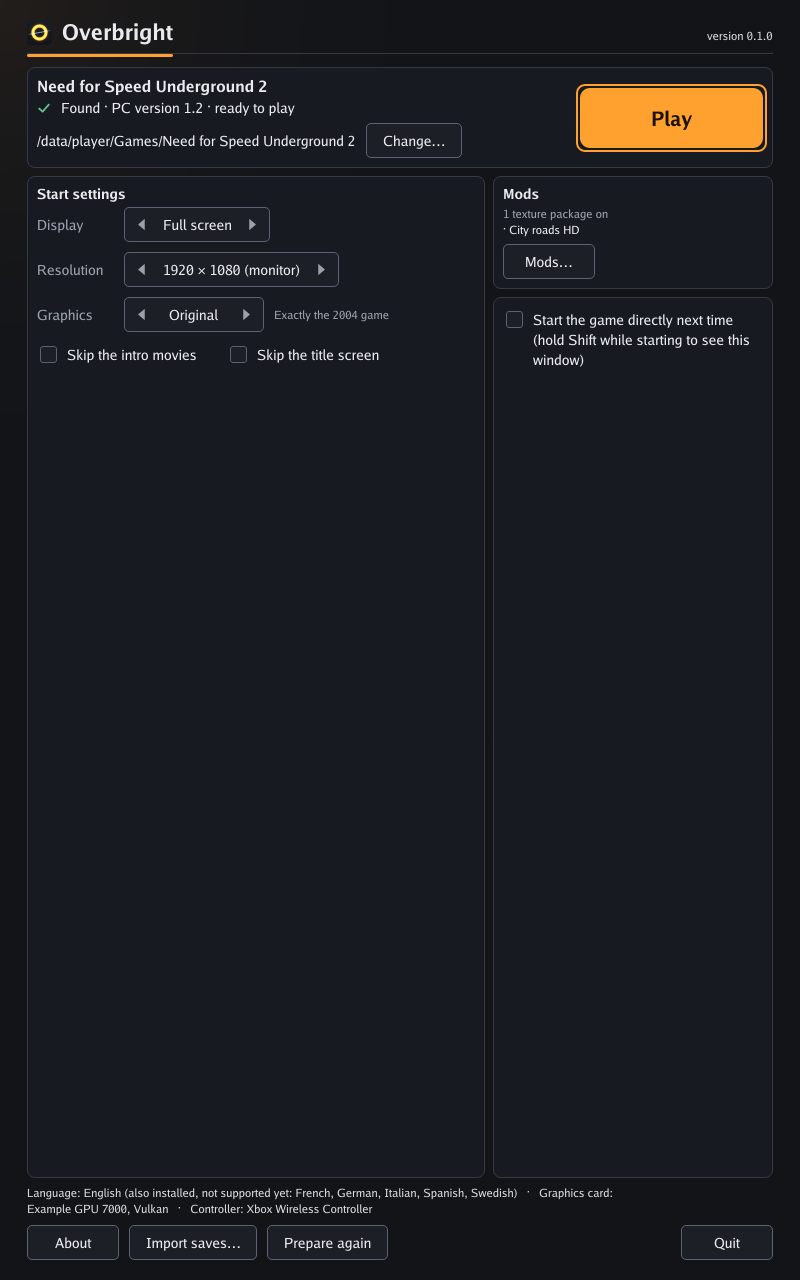 Overbright
version 0.1.0
Need for Speed Underground 2
Found · PC version 1.2 · ready to play
/data/player/Games/Need for Speed Underground 2
Change...
Play
Start settings
Display
Full screen
Resolution
1920 × 1080 (monitor)
Graphics
Original
Exactly the 2004 game
Skip the intro movies
Skip the title screen
Mods
1 texture package on
· City roads HD
Mods...
Start the game directly next time
(hold Shift while starting to see this
window)
Language: English (also installed, not supported yet: French, German, Italian, Spanish, Swedish) · Graphics card:
Example GPU 7000, Vulkan · Controller: Xbox Wireless Controller
About
Import saves...
Prepare again
Quit